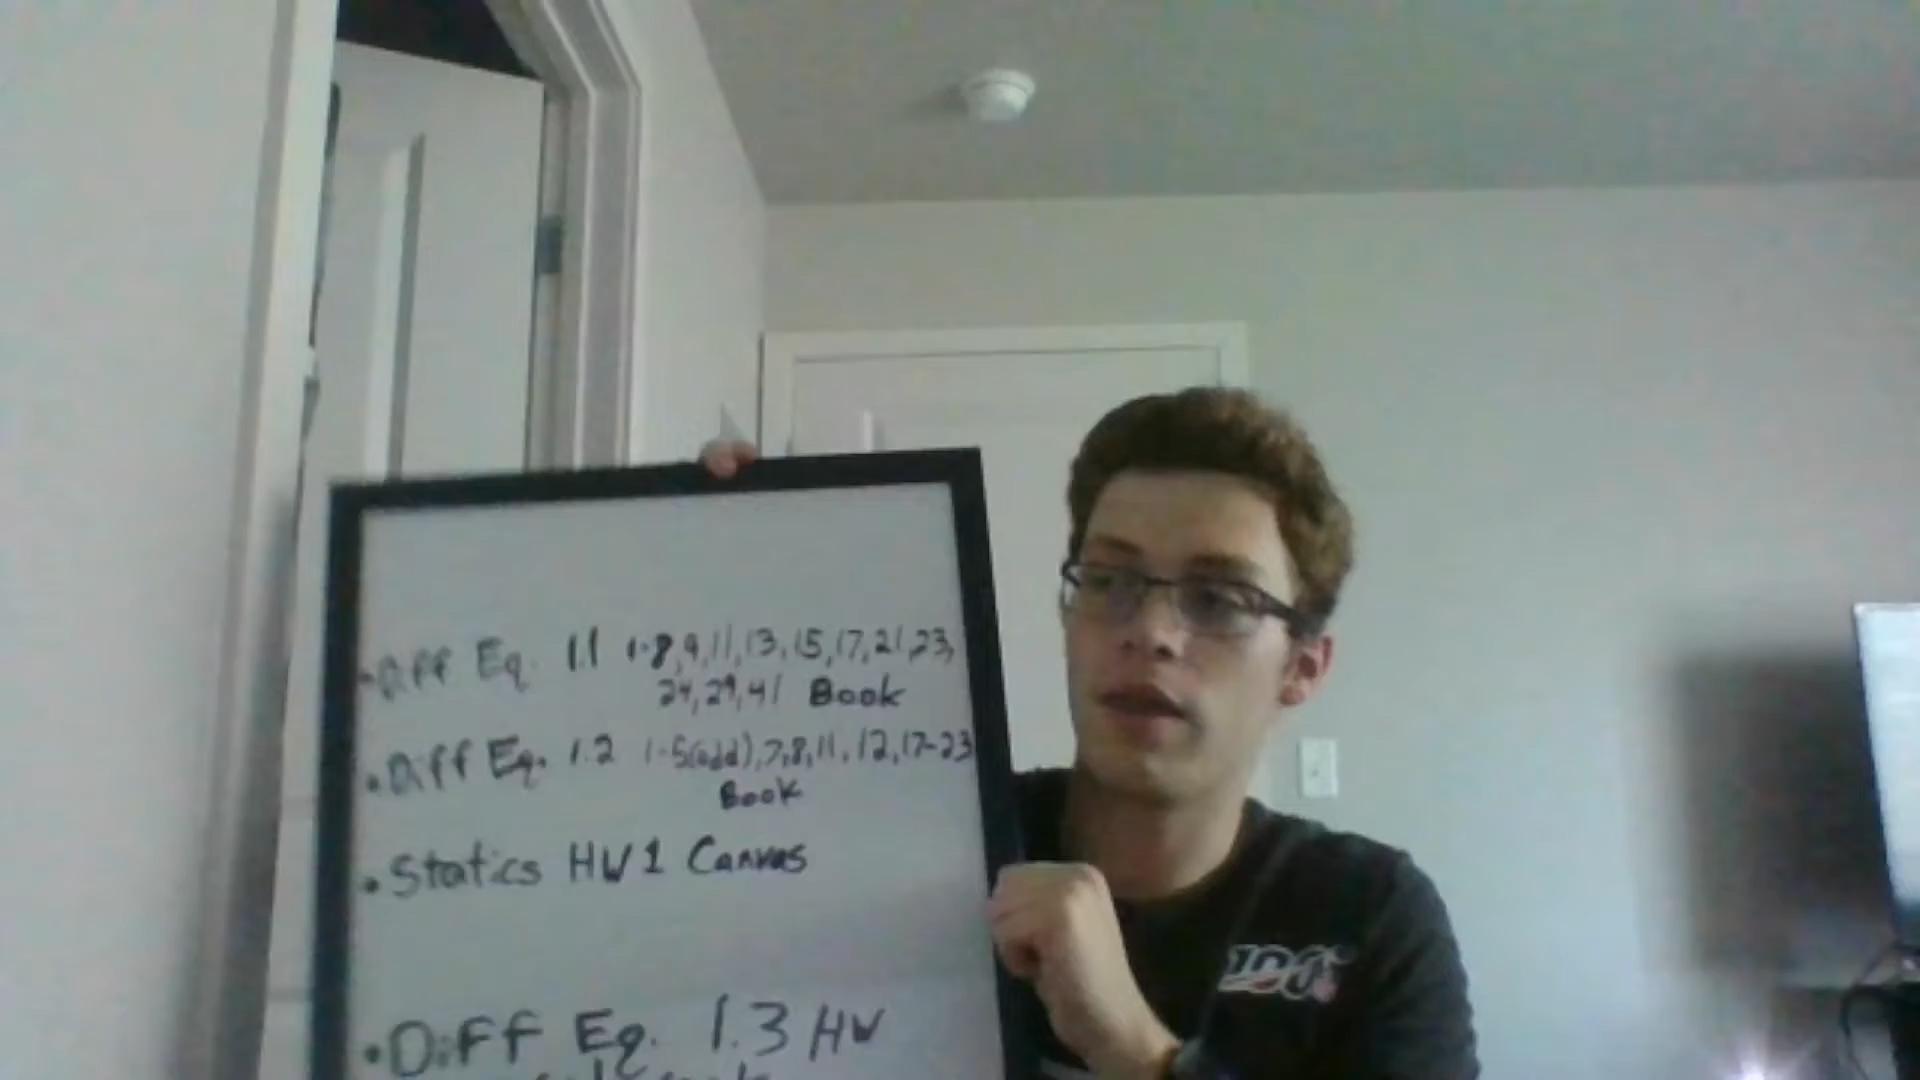 • Diff Eq. 1.1 1-8,9,11,13,15,17,21,23,
24,29,41 Book
• Diff Eq. 1.2 1-5(odd),7,8,11,12,17-23
Book
• Statics HW 1 Canvas
• Diff Eq. 1.3 HW